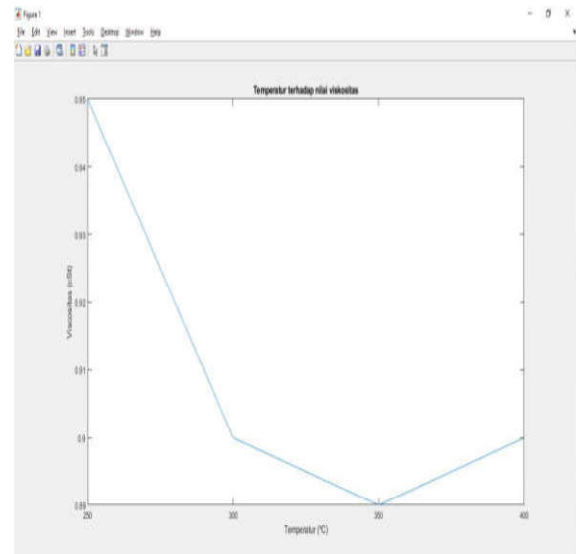 Figure 1
File Edit View Insert Tools Desktop Window Help
Temperatur terhadap nilai viskositas
0.95
0.94
0.93
0.92
0.91
0.9
0.89
Viscositas (cSt)
250 300 350 400
Temperatur (°C)